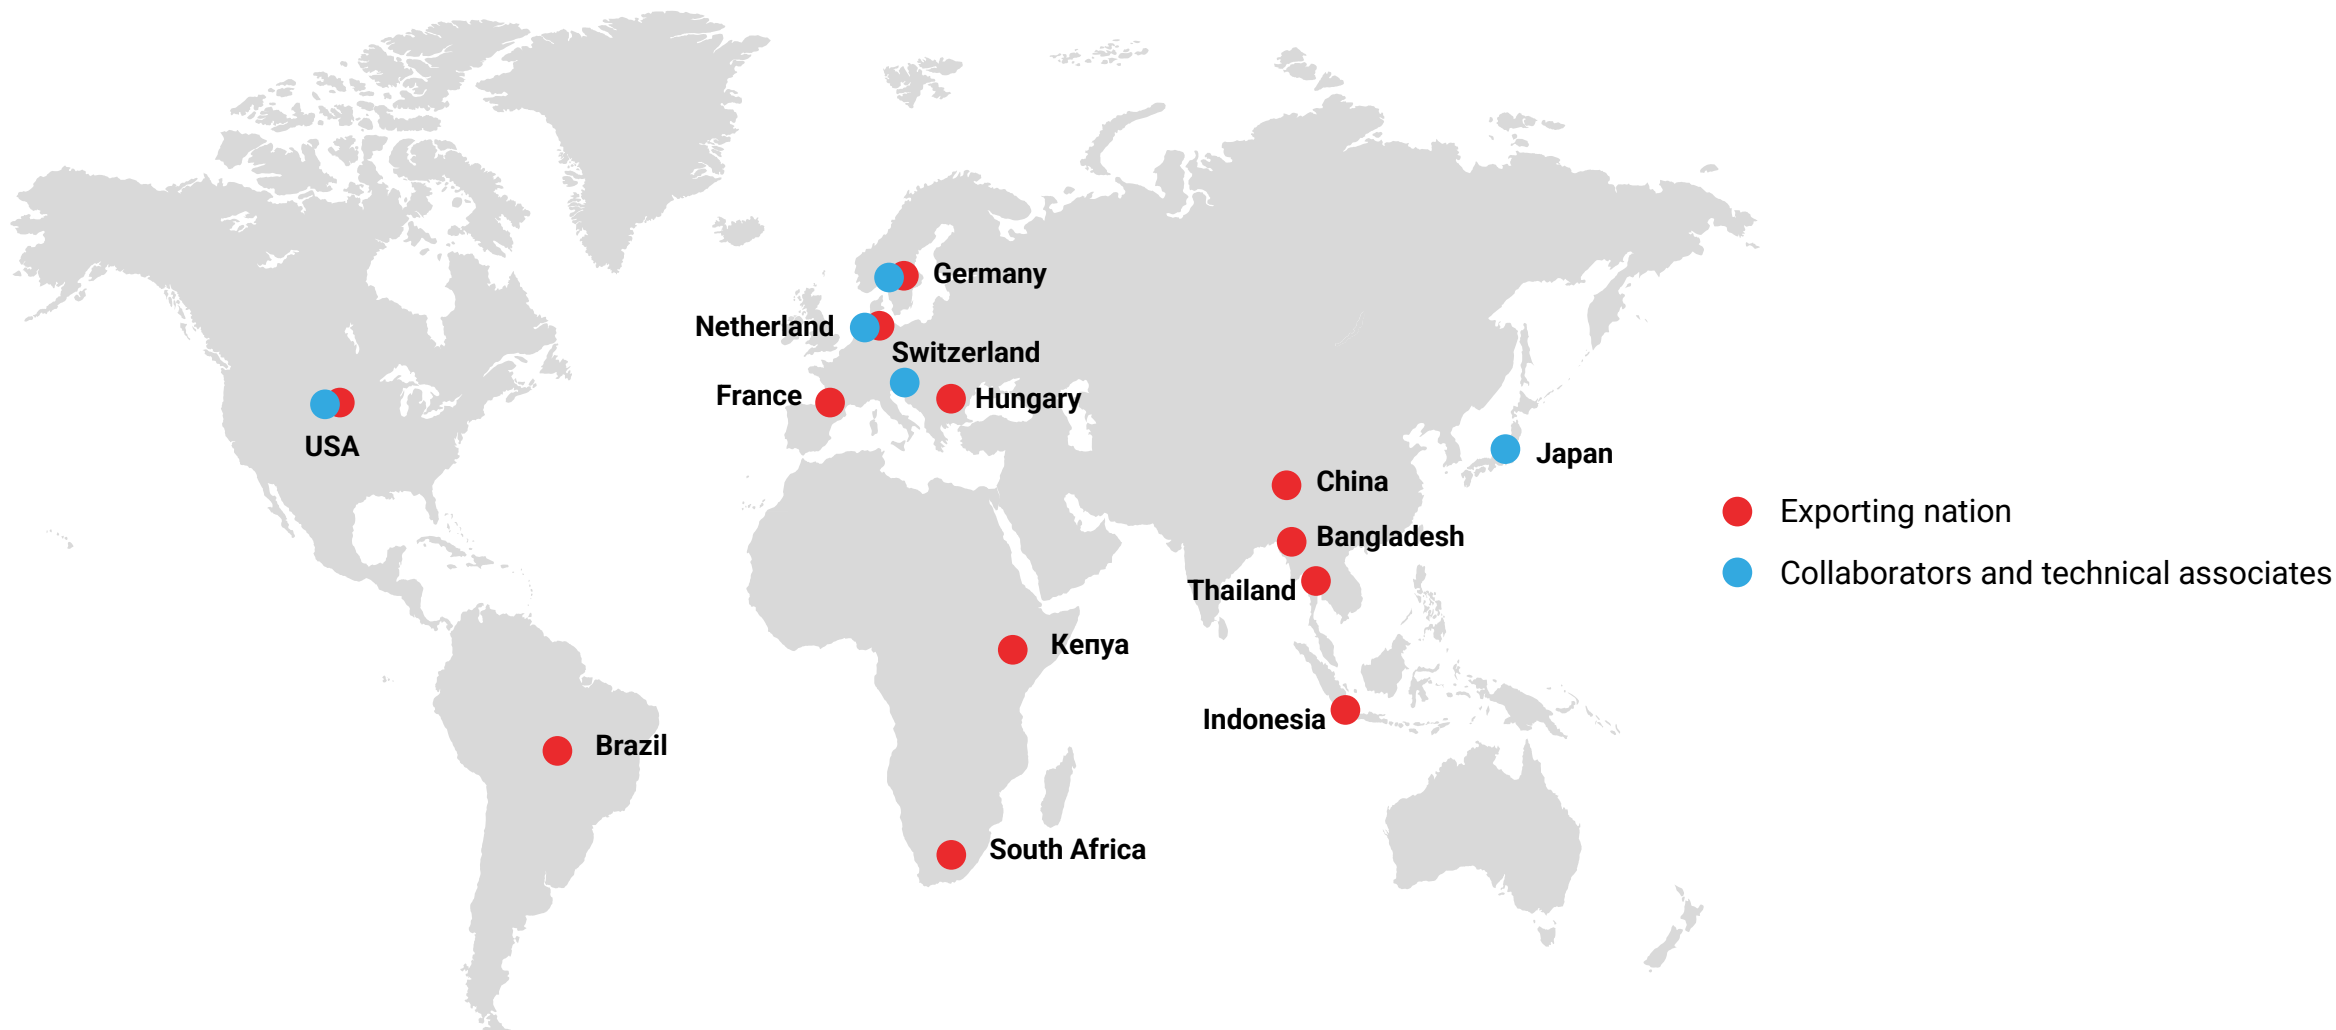 Germany
Netherland
Switzerland
France
Hungary
USA
Japan
China
Bangladesh
Thailand
Kenya
Indonesia
Brazil
South Africa
Exporting nation
Collaborators and technical associates